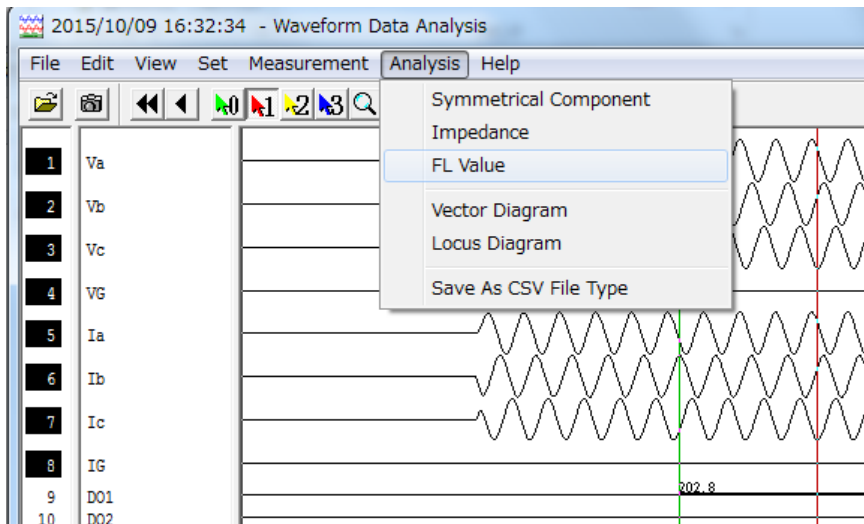 2015/10/09 16:32:34 - Waveform Data Analysis
File Edit View Set Measurement Analysis Help
0 1 2 3
Symmetrical Component
Impedance
FL Value
Vector Diagram
Locus Diagram
Save As CSV File Type
1 Va
2 Vb
3 Vc
4 VG
5 Ia
6 Ib
7 Ic
8 IG
9 DO1
202.8
10 DO2